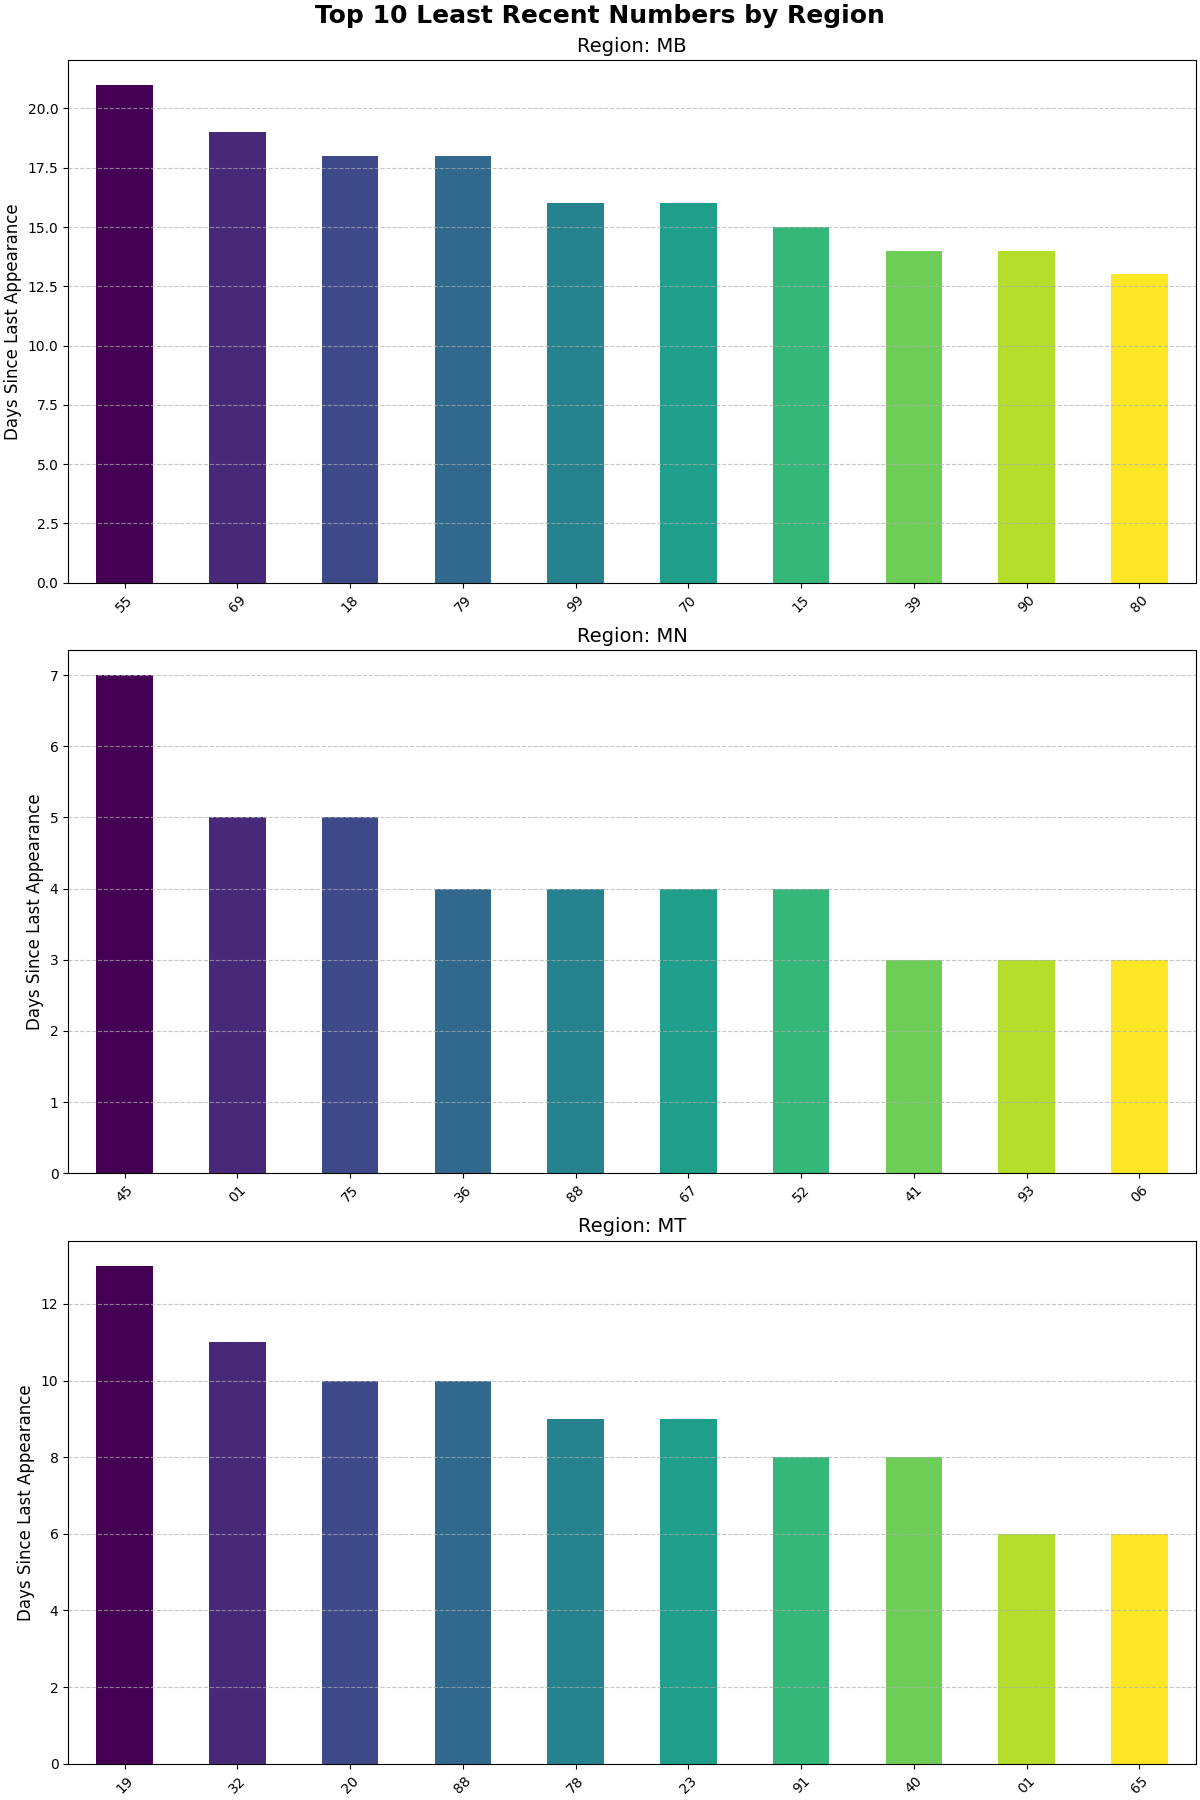 Top 10 Least Recent Numbers by Region
Region: MB
Days Since Last Appearance
20.0
17.5
15.0
12.5
10.0
7.5
5.0
2.5
0.0
55 69 18 79 99 70 15 39 90 80
Region: MN
Days Since Last Appearance
7
6
5
4
3
2
1
0
45 01 75 36 88 67 52 41 93 06
Region: MT
Days Since Last Appearance
12
10
8
6
4
2
0
19 32 20 88 78 23 91 40 01 65